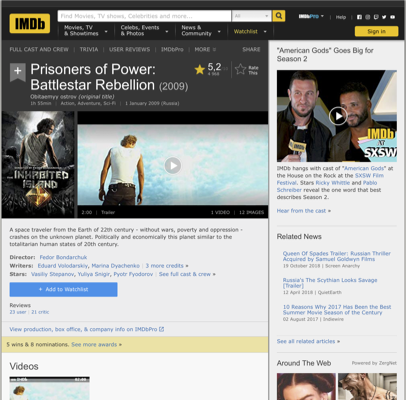 IMDb
Find Movies, TV shows, Celebrities and more...
All
Movies, TV
& Showtimes
Celebs, Events
& Photos
News &
Community
Watchlist
IMDbPro
Help
Sign in
FULL CAST AND CREW
TRIVIA
USER REVIEWS
IMDbPro
MORE
SHARE
Prisoners of Power:
Battlestar Rebellion (2009)
Obitaemyy ostrov (original title)
1h 55min | Action, Adventure, Sci-Fi | 1 January 2009 (Russia)
5,2
Rate
This
INHABITED
ISLAND
2:00 | Trailer
1 VIDEO | 12 IMAGES
A space traveler from the Earth of 22th century - without wars, poverty and oppression -
crashes on the unknown planet. Politically and economically this planet similar to the
totalitarian human states of 20th century.
Director: Fedor Bondarchuk
Writers: Eduard Volodarskiy, Marina Dyachenko | 3 more credits »
Stars: Vasiliy Stepanov, Yuliya Snigir, Pyotr Fyodorov | See full cast & crew »
+ Add to Watchlist
Reviews
23 user | 21 critic
View production, box office, & company info on IMDbPro
5 wins & 8 nominations. See more awards »
Videos
"American Gods" Goes Big for
Season 2
IMDb
AT
SXSW
IMDb hangs with cast of "American Gods" at
the House on the Rock at the SXSW Film
Festival. Stars Ricky Whittle and Pablo
Schreiber reveal the one word that best
describes Season 2.
Hear from the cast »
Related News
Queen Of Spades Trailer: Russian Thriller
Acquired by Samuel Goldwyn Films
19 October 2018 | Screen Anarchy
Russia's The Scythian Looks Savage
[Trailer]
12 April 2018 | QuietEarth
10 Reasons Why 2017 Has Been the Best
Summer Movie Season of the Century
02 August 2017 | Indiewire
See all related articles »
Around The Web
Powered by ZergNet